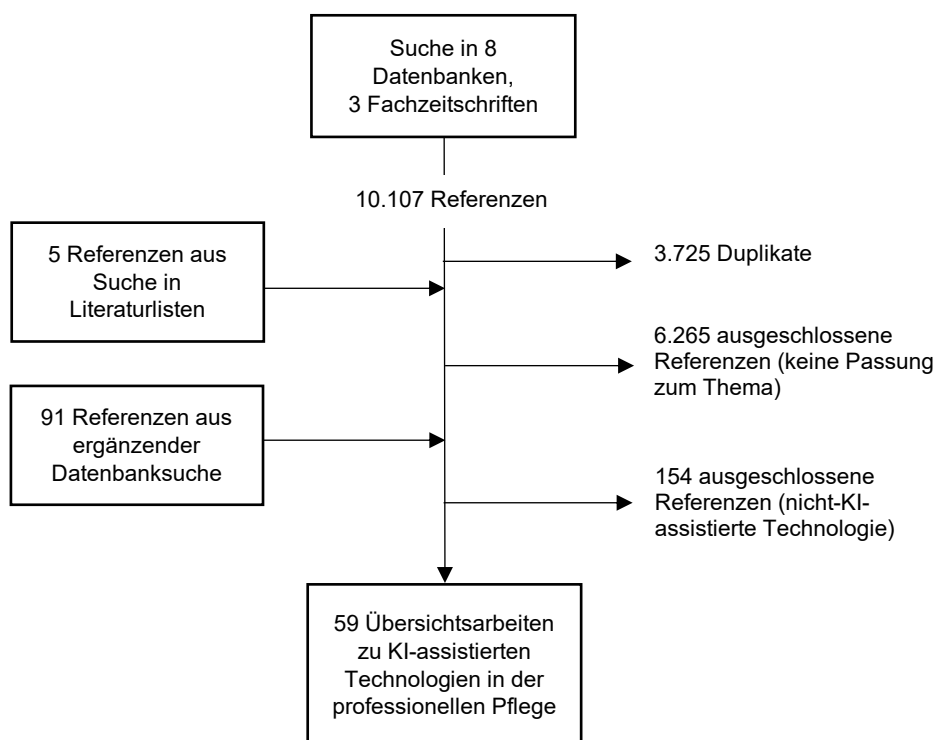 Suche in 8
Datenbanken,
3 Fachzeitschriften
10.107 Referenzen
5 Referenzen aus
Suche in
Literaturlisten
3.725 Duplikate
6.265 ausgeschlossene
Referenzen (keine Passung
zum Thema)
91 Referenzen aus
ergänzender
Datenbanksuche
154 ausgeschlossene
Referenzen (nicht-KI-
assistierte Technologie)
59 Übersichtsarbeiten
zu KI-assistierten
Technologien in der
professionellen Pflege